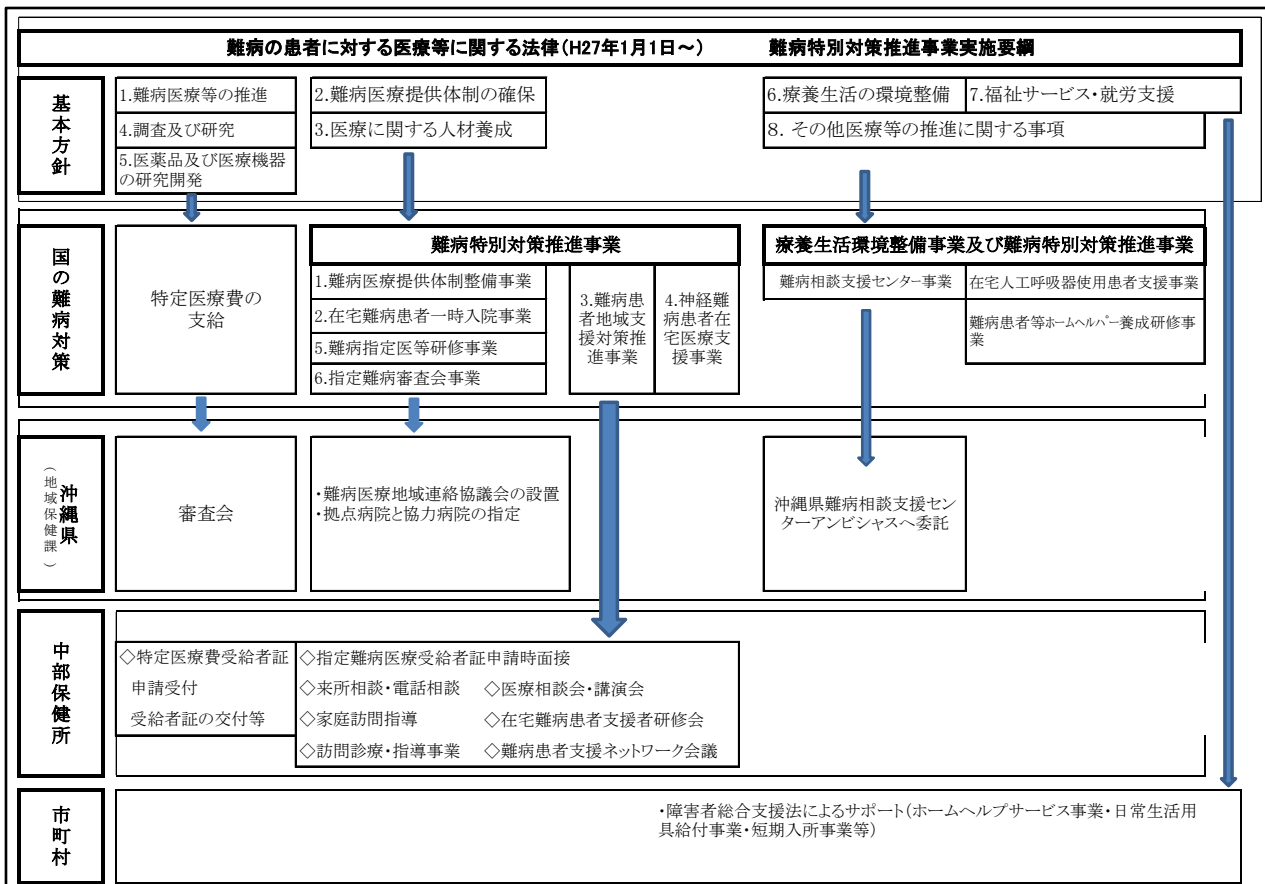 難病の患者に対する医療等に関する法律(H27年1月1日~) 難病特別対策推進事業実施要綱
基本方針
1.難病医療等の推進
4.調査及び研究
5.医薬品及び医療機器
の研究開発
2.難病医療提供体制の確保
3.医療に関する人材養成
6.療養生活の環境整備
7.福祉サービス・就労支援
8. その他医療等の推進に関する事項
国の難病対策
特定医療費の
支給
難病特別対策推進事業
1.難病医療提供体制整備事業
2.在宅難病患者一時入院事業
5.難病指定医等研修事業
6.指定難病審査会事業
3.難病患
者地域支
援対策推
進事業
4.神経難
病患者在
宅医療支
援事業
療養生活環境整備事業及び難病特別対策推進事業
難病相談支援センター事業
在宅人工呼吸器使用患者支援事業
難病患者等ホームヘルパー養成研修事
業
沖縄県
(地域保健課)
審査会
・難病医療地域連絡協議会の設置
・拠点病院と協力病院の指定
沖縄県難病相談支援セン
ターアンビシャスへ委託
中部保健所
◇特定医療費受給者証
申請受付
受給者証の交付等
◇指定難病医療受給者証申請時面接
◇来所相談・電話相談 ◇医療相談会・講演会
◇家庭訪問指導 ◇在宅難病患者支援者研修会
◇訪問診療・指導事業 ◇難病患者支援ネットワーク会議
市町村
・障害者総合支援法によるサポート(ホームヘルプサービス事業・日常生活用
具給付事業・短期入所事業等)